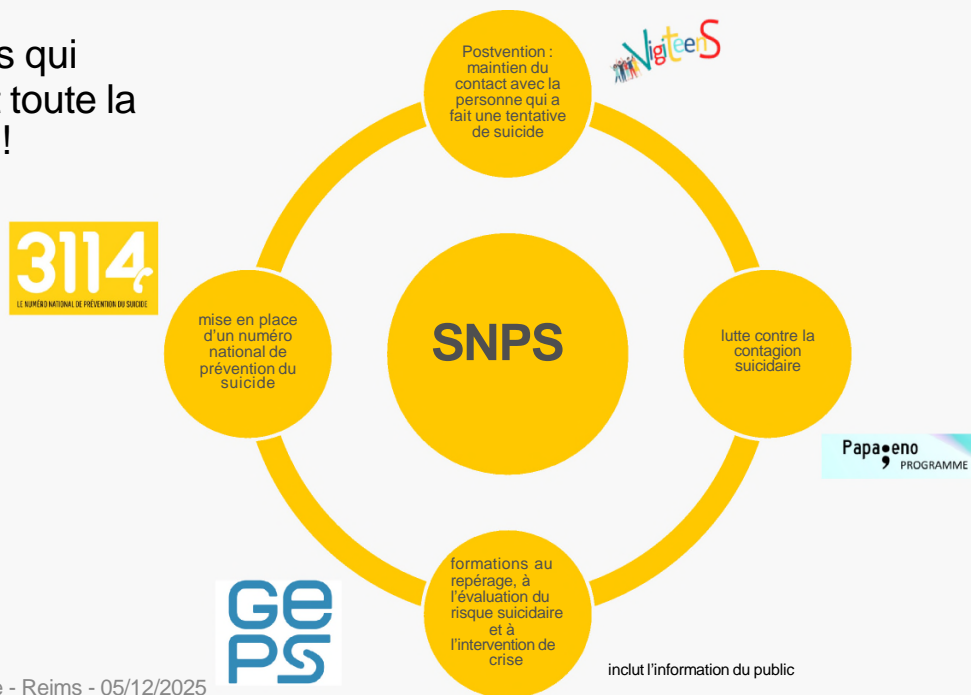 s qui
t toute la
!
Postvention :
maintien du
contact avec la
personne qui a
fait une tentative
de suicide
VigiteenS
3114
LE NUMÉRO NATIONAL DE PRÉVENTION DU SUICIDE
mise en place
d'un numéro
national de
prévention du
suicide
SNPS
lutte contre la
contagion
suicidaire
Papageno
PROGRAMME
formations au
repérage, à
l'évaluation du
risque suicidaire
et à
l'intervention de
crise
GePS
inclut l'information du public
e - Reims - 05/12/2025